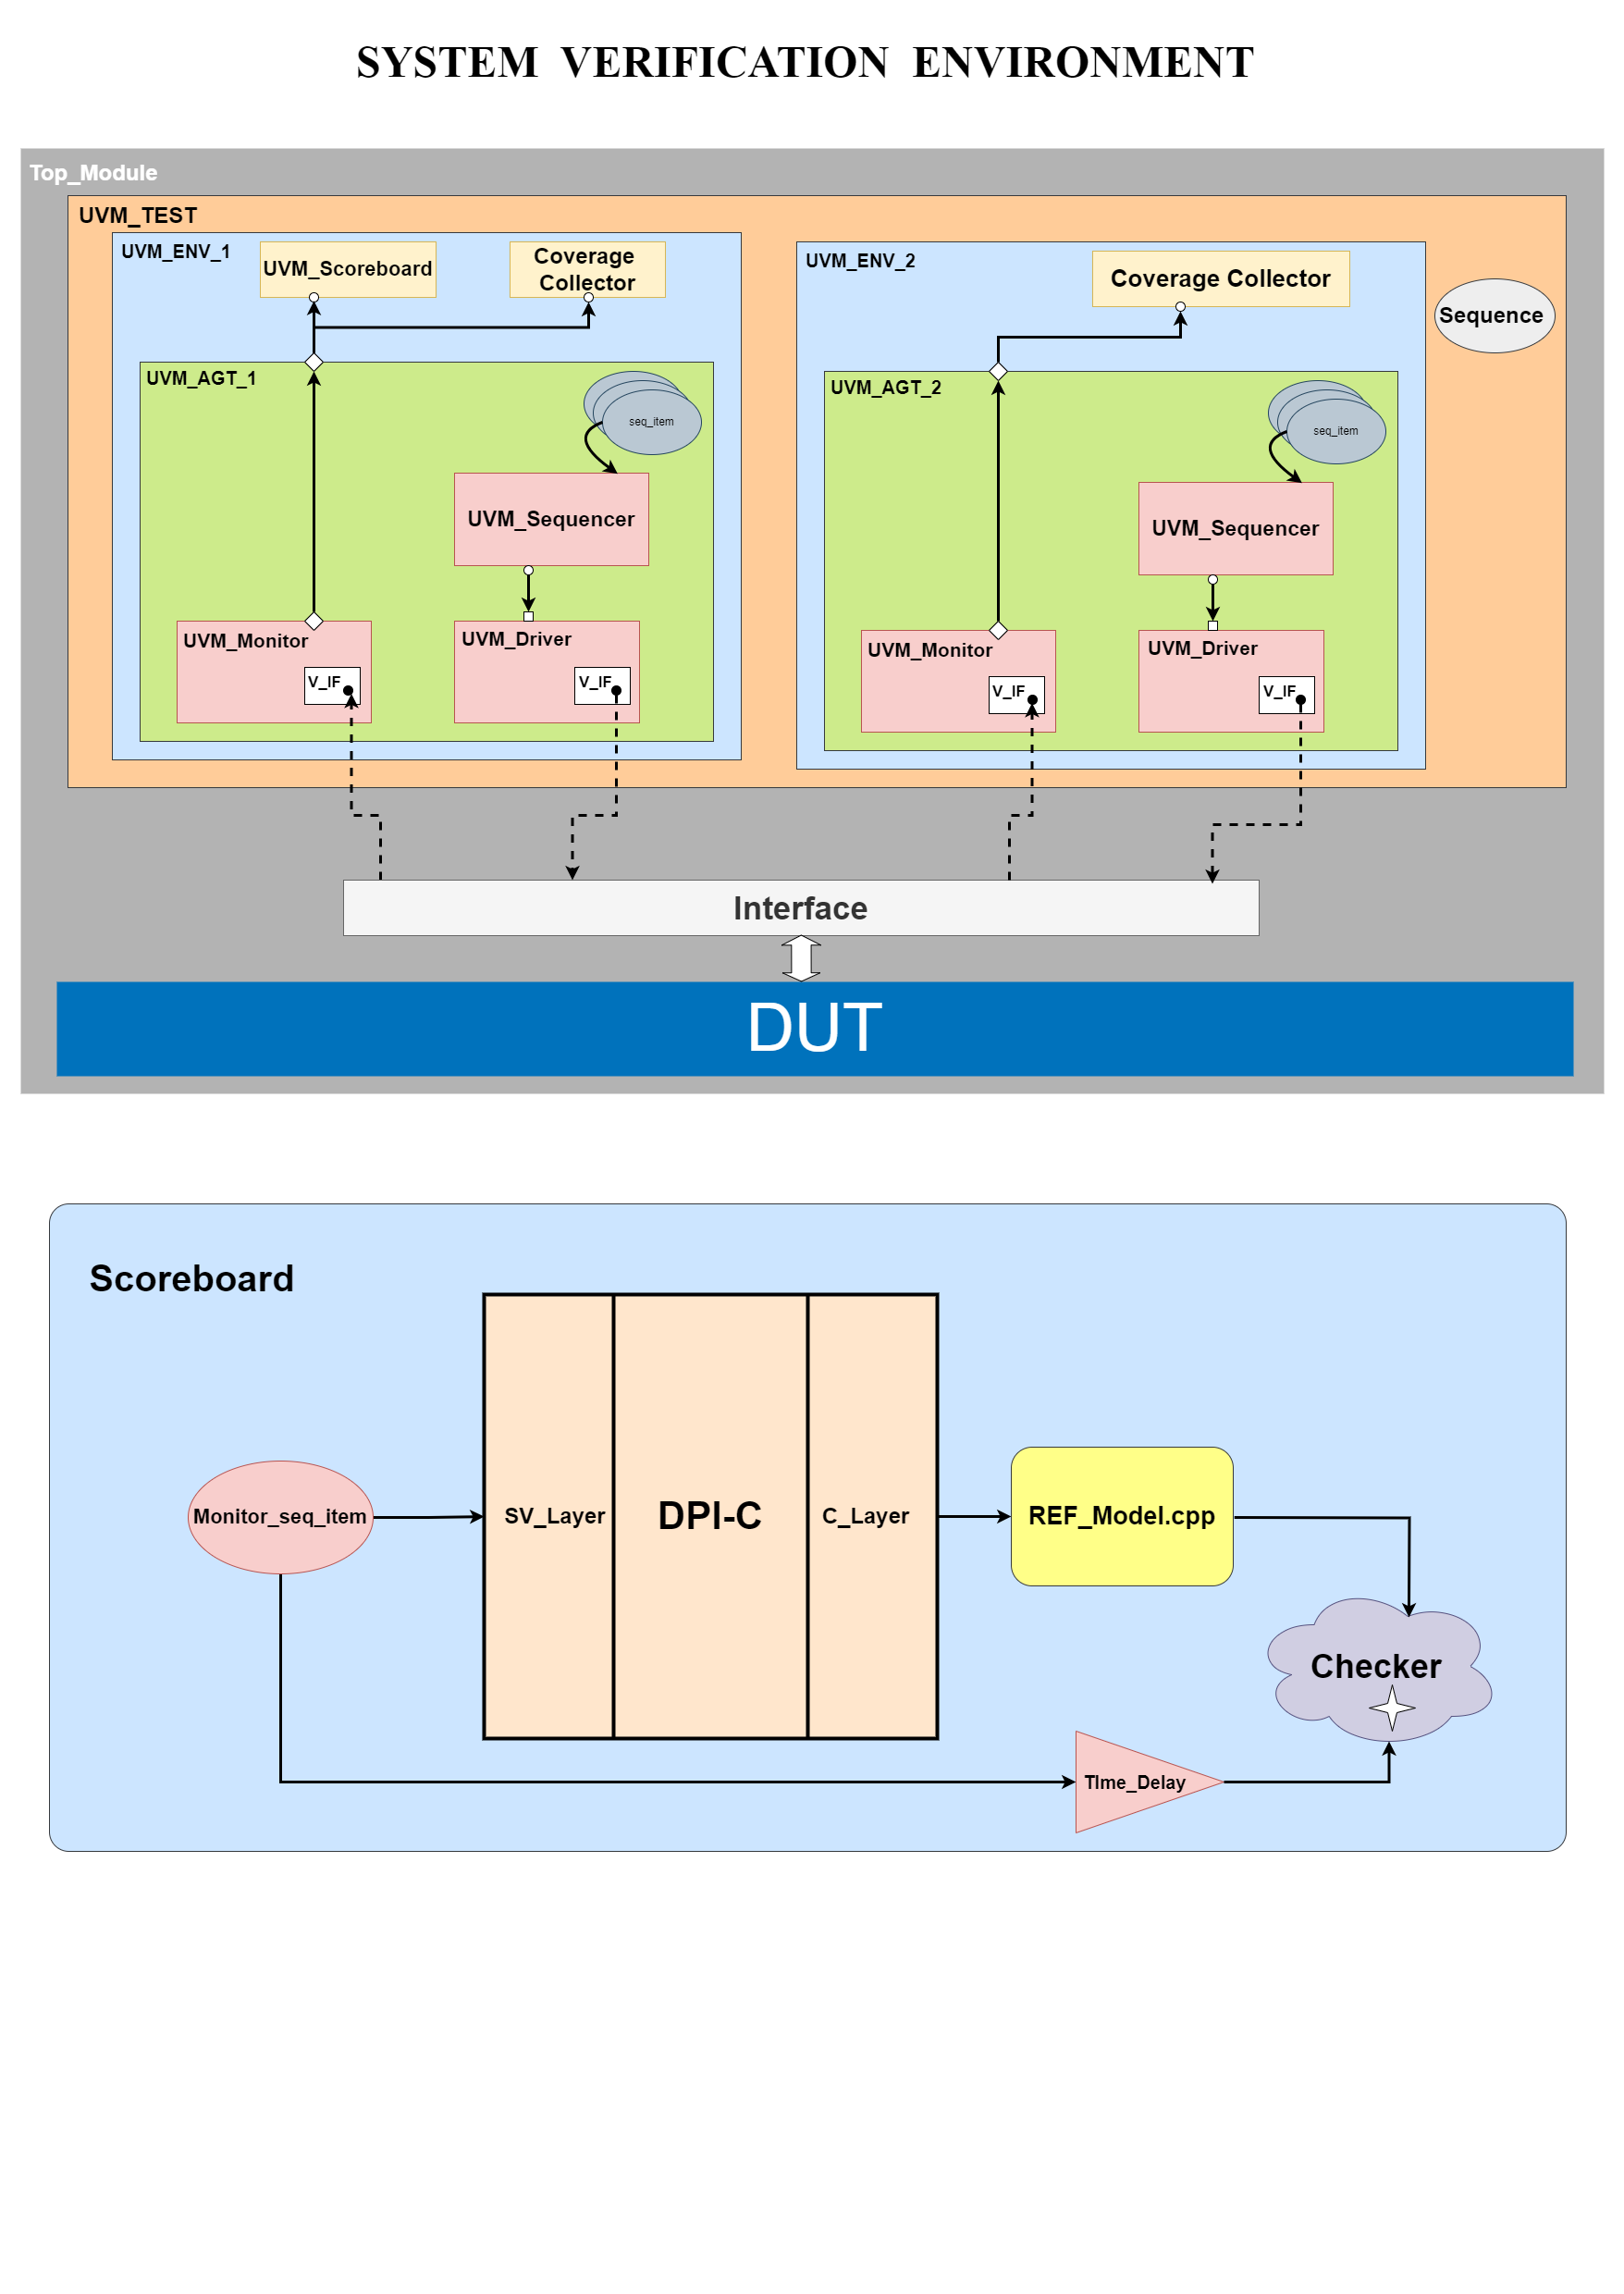 SYSTEM VERIFICATION ENVIRONMENT
Top_Module
UVM_TEST
UVM_ENV_1
UVM_Scoreboard
Coverage
Collector
UVM_AGT_1
seq_item
UVM_Sequencer
UVM_Monitor
V_IF
UVM_Driver
V_IF
UVM_ENV_2
Coverage Collector
UVM_AGT_2
seq_item
UVM_Sequencer
UVM_Monitor
V_IF
UVM_Driver
V_IF
Sequence
Interface
DUT
Scoreboard
Monitor_seq_item
SV_Layer
DPI-C
C_Layer
REF_Model.cpp
Checker
TIme_Delay